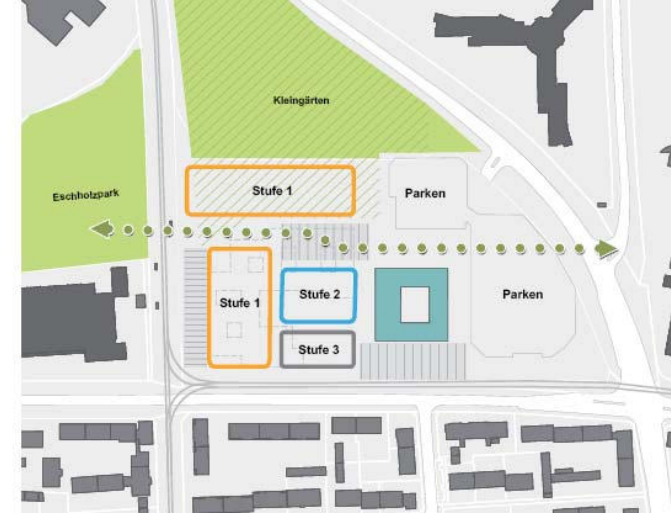 Kleingärten
Eschholzpark
Stufe 1
Parken
Stufe 1
Stufe 2
Parken
Stufe 3